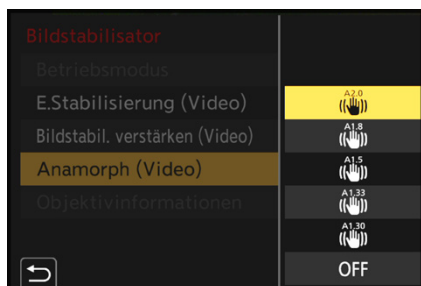 Bildstabilisator
Betriebsmodus
E.Stabilisierung (Video)
Bildstabil. verstärken (Video)
Anamorph (Video)
Objektivinformationen
A2.0
A1.8
A1.5
A1.33
A1.30
OFF